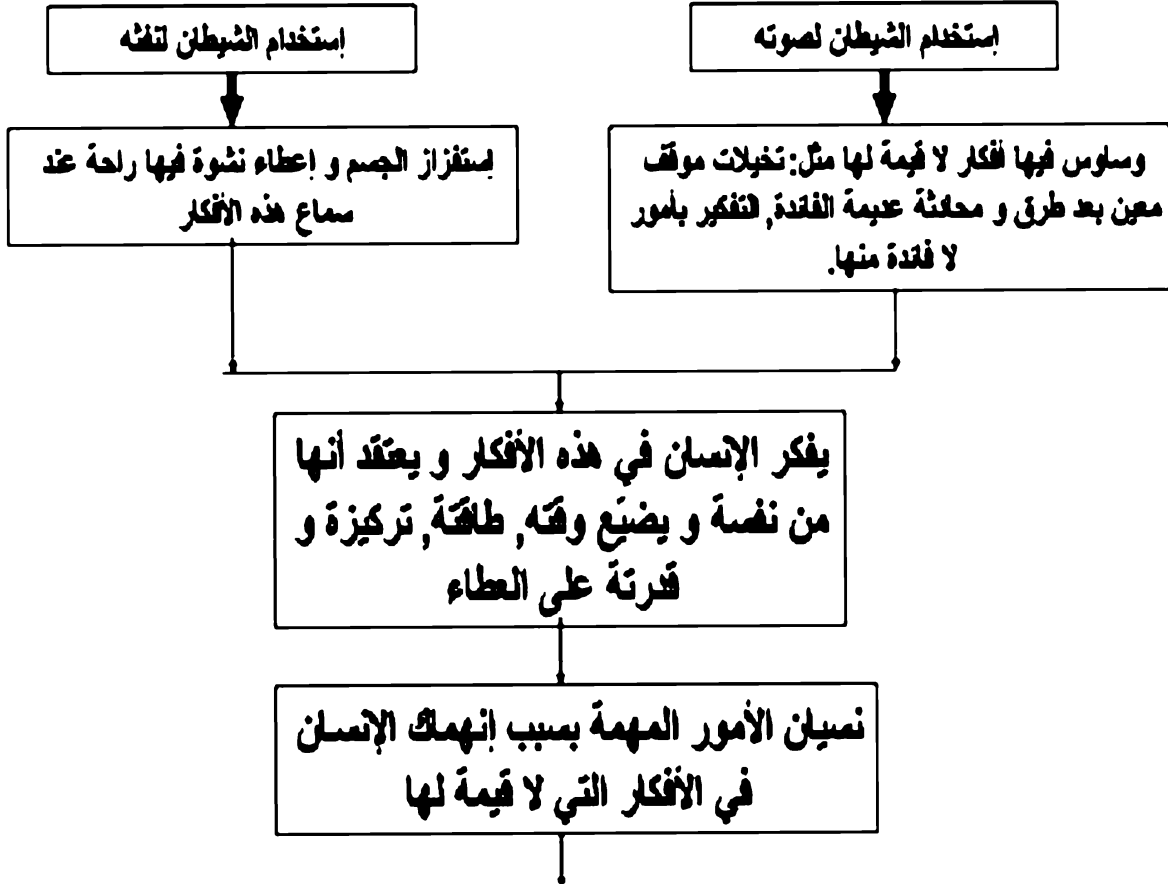 إستخدام الشيطان لصوته
إستخدام الشيطان لنفثه
وساوس فيها أفكار لا قيمة لها مثل: تخيلات موقف
معين بعد طرق و محادثة عديمة الفائدة, التفكير بأمور
لا فائدة منها.
إستفزاز الجسم و إعطاء نشوة فيها راحة عند
سماع هذه الأفكار
يفكر الإنسان في هذه الأفكار و يعتقد أنها
من نفسة و يضيّع وقته, طاقتة, تركيزة و
قدرتة على العطاء
نسيان الأمور المهمة بسبب إنهماك الإنسان
في الأفكار التي لا قيمة لها